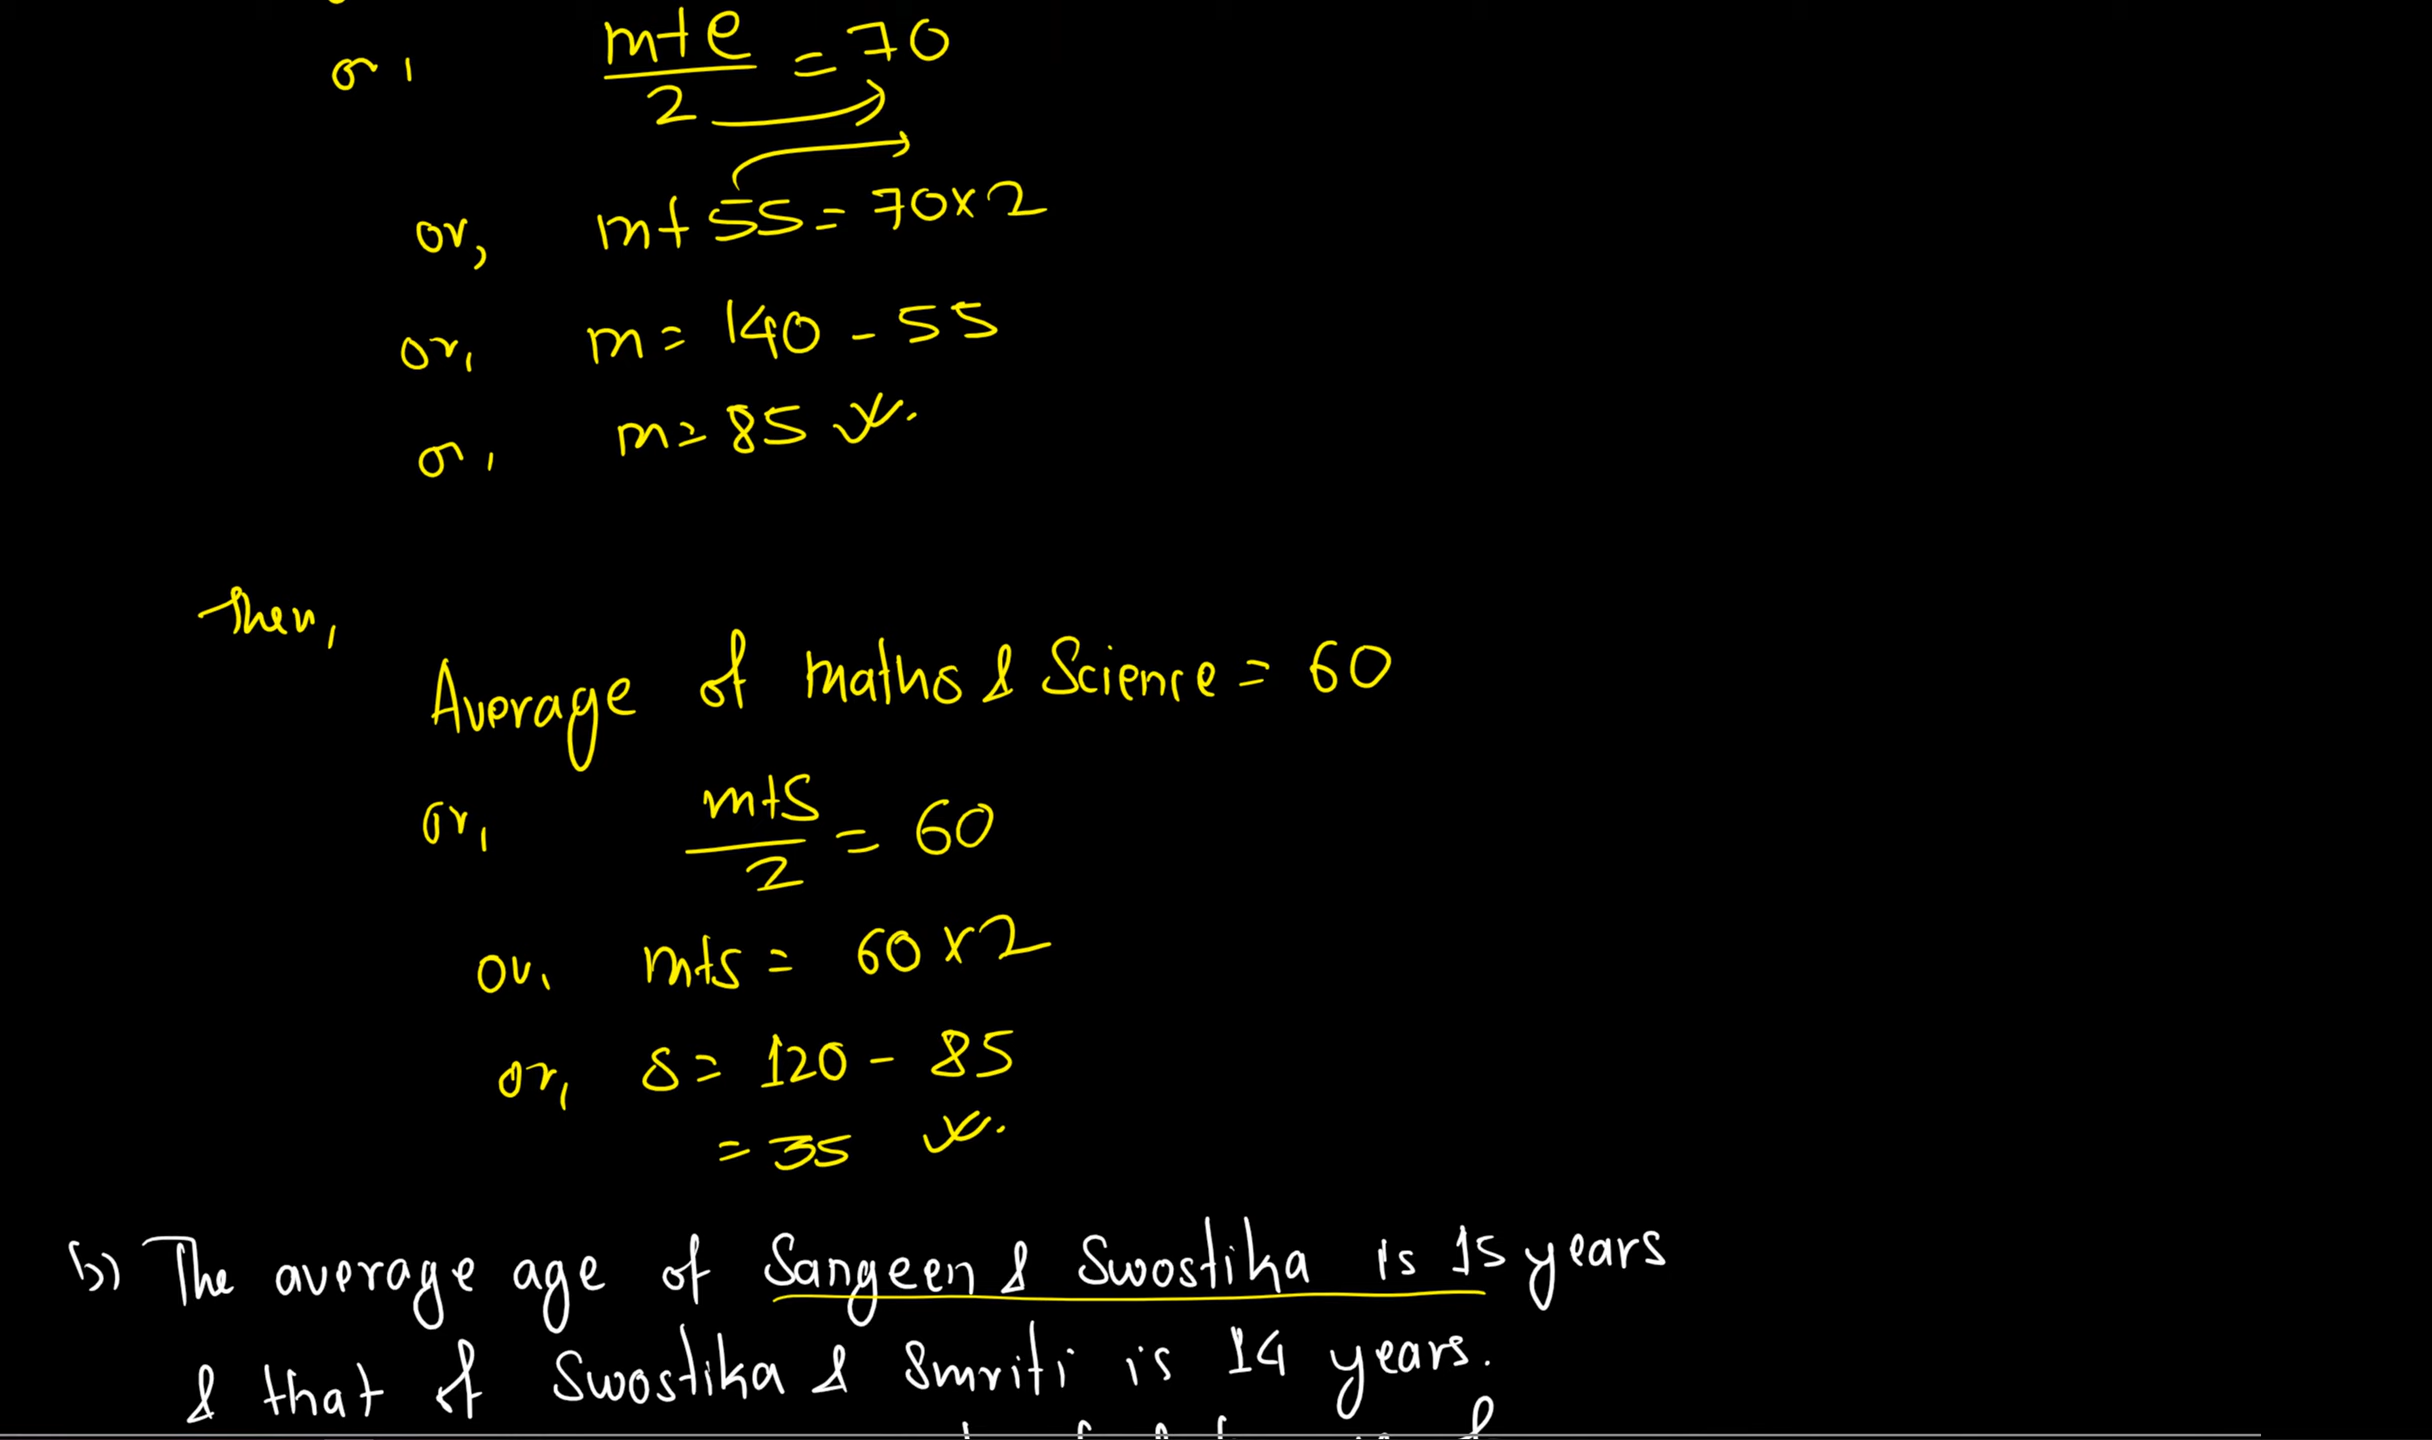 or, m+e/2 = 70
or, m+55 = 70×2
or, m = 140 - 55
or, m = 85
Then,
Average of maths & Science = 60
or, m+s/2 = 60
or, m+s = 60×2
or, s = 120 - 85
= 35
b) The average age of Sangeen & Swostika is 15 years
& that of Swostika & Smriti is 14 years.